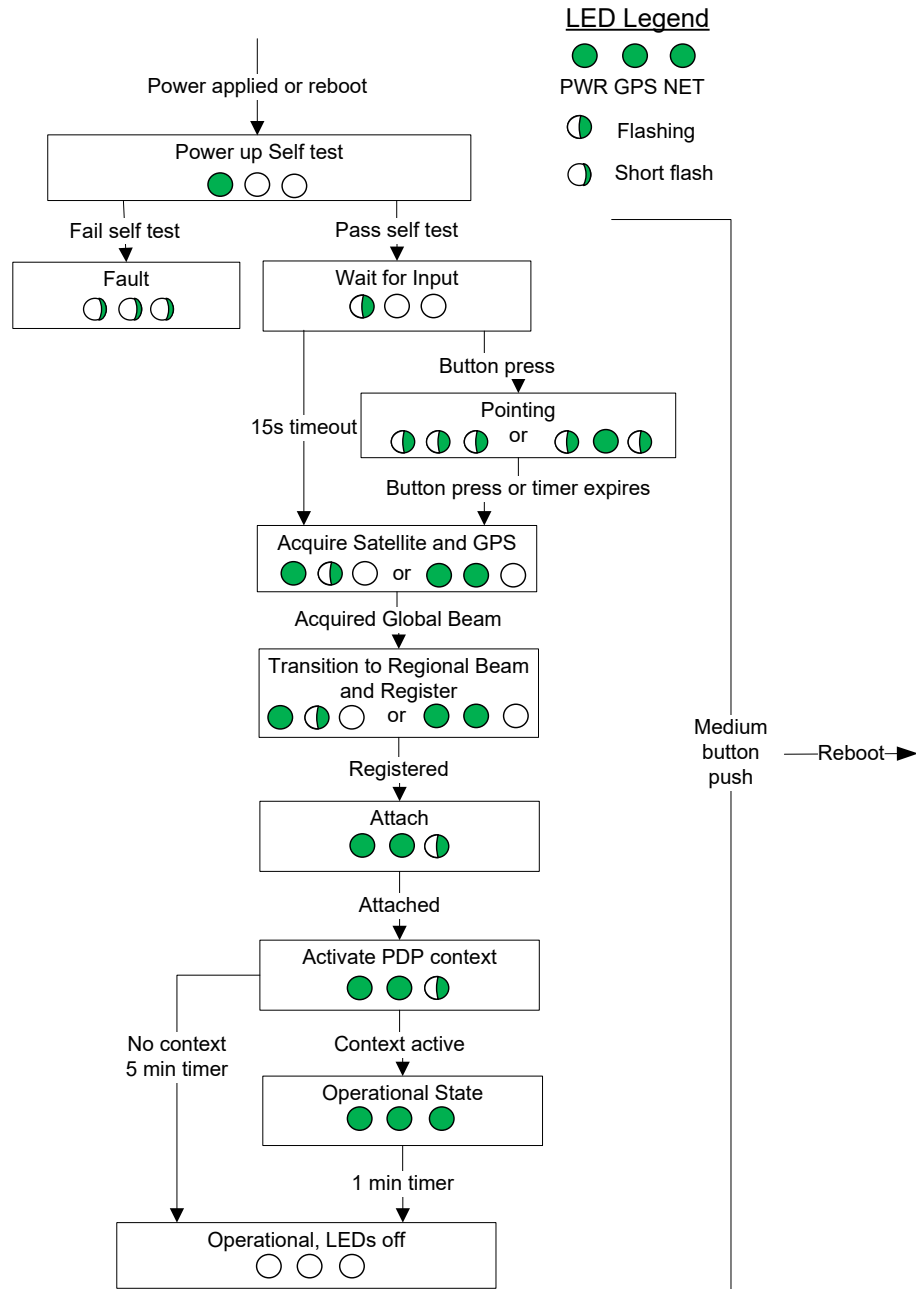 LED Legend
PWR GPS NET
Flashing
Short flash
Power applied or reboot
Power up Self test
Fail self test
Pass self test
Fault
Wait for Input
Button press
15s timeout
Pointing
or
Button press or timer expires
Acquire Satellite and GPS
or
Acquired Global Beam
Transition to Regional Beam
and Register
or
Registered
Attach
Attached
Activate PDP context
No context
5 min timer
Context active
Operational State
1 min timer
Operational, LEDs off
Medium
button
push
Reboot